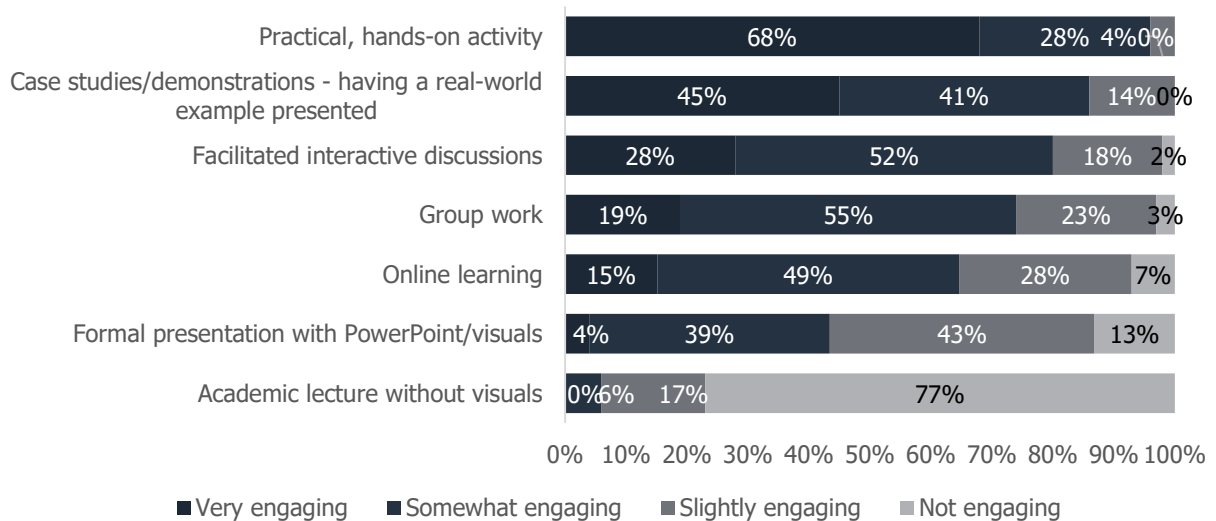 Practical, hands-on activity 68% 28% 4% 0%
Case studies/demonstrations - having a real-world
example presented 45% 41% 14% 0%
Facilitated interactive discussions 28% 52% 18% 2%
Group work 19% 55% 23% 3%
Online learning 15% 49% 28% 7%
Formal presentation with PowerPoint/visuals 4% 39% 43% 13%
Academic lecture without visuals 0% 6% 17% 77%
0% 10% 20% 30% 40% 50% 60% 70% 80% 90% 100%
Very engaging Somewhat engaging Slightly engaging Not engaging